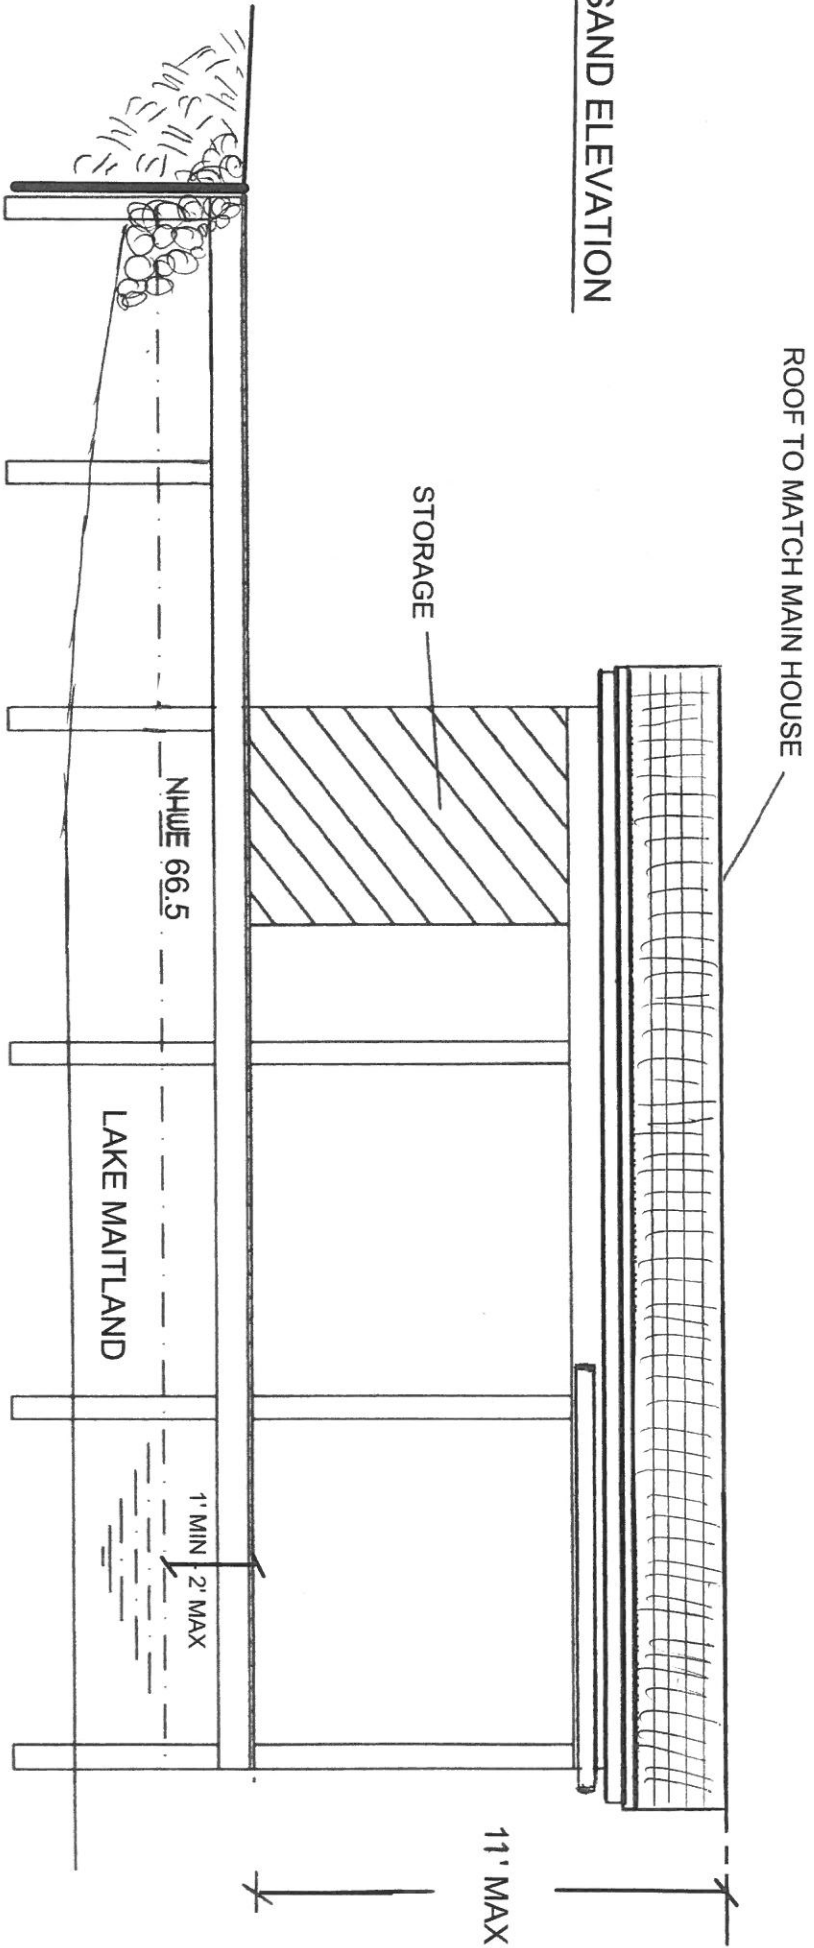 SAND ELEVATION
ROOF TO MATCH MAIN HOUSE
STORAGE
NHWE 66.5
LAKE MAITLAND
1' MIN - 2' MAX
11' MAX